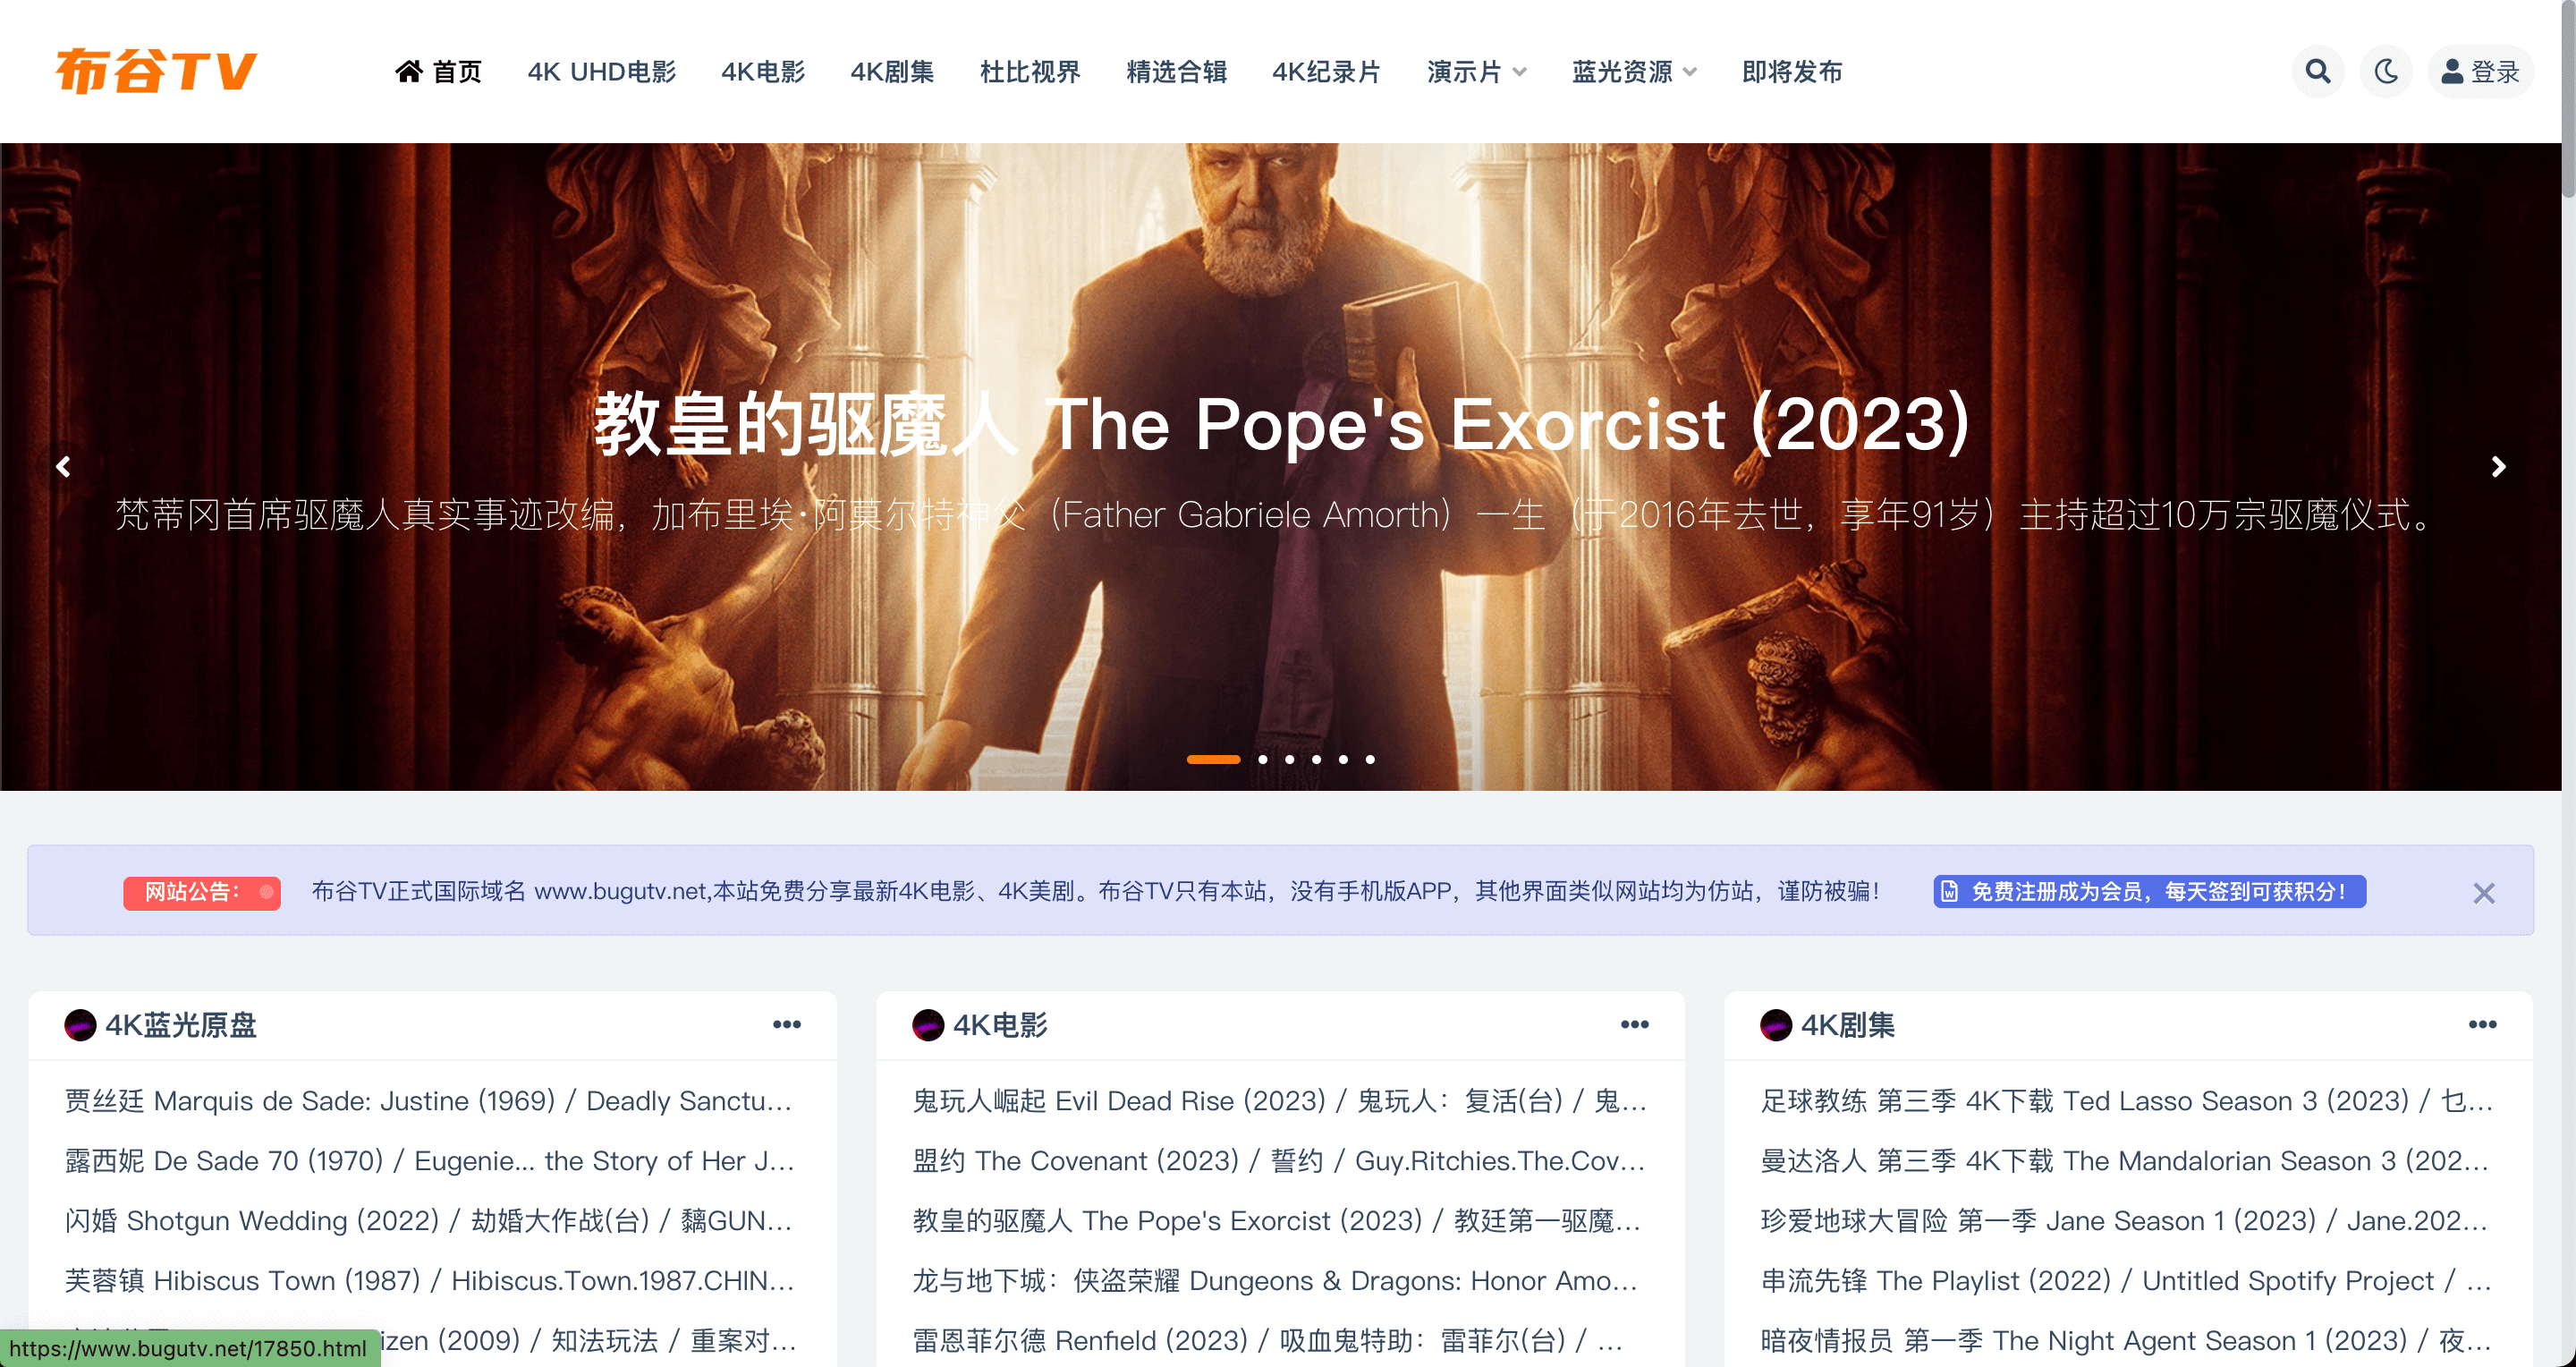 布谷TV
首页 4K UHD电影 4K电影 4K剧集 杜比视界 精选合辑 4K纪录片 演示片 蓝光资源 即将发布 登录
教皇的驱魔人 The Pope's Exorcist (2023)
梵蒂冈首席驱魔人真实事迹改编，加布里埃·阿莫尔特神父（Father Gabriele Amorth）一生（于2016年去世，享年91岁）主持超过10万宗驱魔仪式。
网站公告： 布谷TV正式国际域名 www.bugutv.net,本站免费分享最新4K电影、4K美剧。布谷TV只有本站，没有手机版APP，其他界面类似网站均为仿站，谨防被骗！ 免费注册成为会员，每天签到可获积分！
4K蓝光原盘
贾丝廷 Marquis de Sade: Justine (1969) / Deadly Sanctu...
露西妮 De Sade 70 (1970) / Eugenie... the Story of Her J...
闪婚 Shotgun Wedding (2022) / 劫婚大作战(台) / 黐GUN...
芙蓉镇 Hibiscus Town (1987) / Hibiscus.Town.1987.CHIN...
izen (2009) / 知法玩法 / 重案对...
4K电影
鬼玩人崛起 Evil Dead Rise (2023) / 鬼玩人：复活(台) / 鬼...
盟约 The Covenant (2023) / 誓约 / Guy.Ritchies.The.Cov...
教皇的驱魔人 The Pope's Exorcist (2023) / 教廷第一驱魔...
龙与地下城：侠盗荣耀 Dungeons & Dragons: Honor Amo...
雷恩菲尔德 Renfield (2023) / 吸血鬼特助：雷菲尔(台) / ...
4K剧集
足球教练 第三季 4K下载 Ted Lasso Season 3 (2023) / 乜...
曼达洛人 第三季 4K下载 The Mandalorian Season 3 (202...
珍爱地球大冒险 第一季 Jane Season 1 (2023) / Jane.202...
串流先锋 The Playlist (2022) / Untitled Spotify Project / ...
暗夜情报员 第一季 The Night Agent Season 1 (2023) / 夜...
https://www.bugutv.net/17850.html